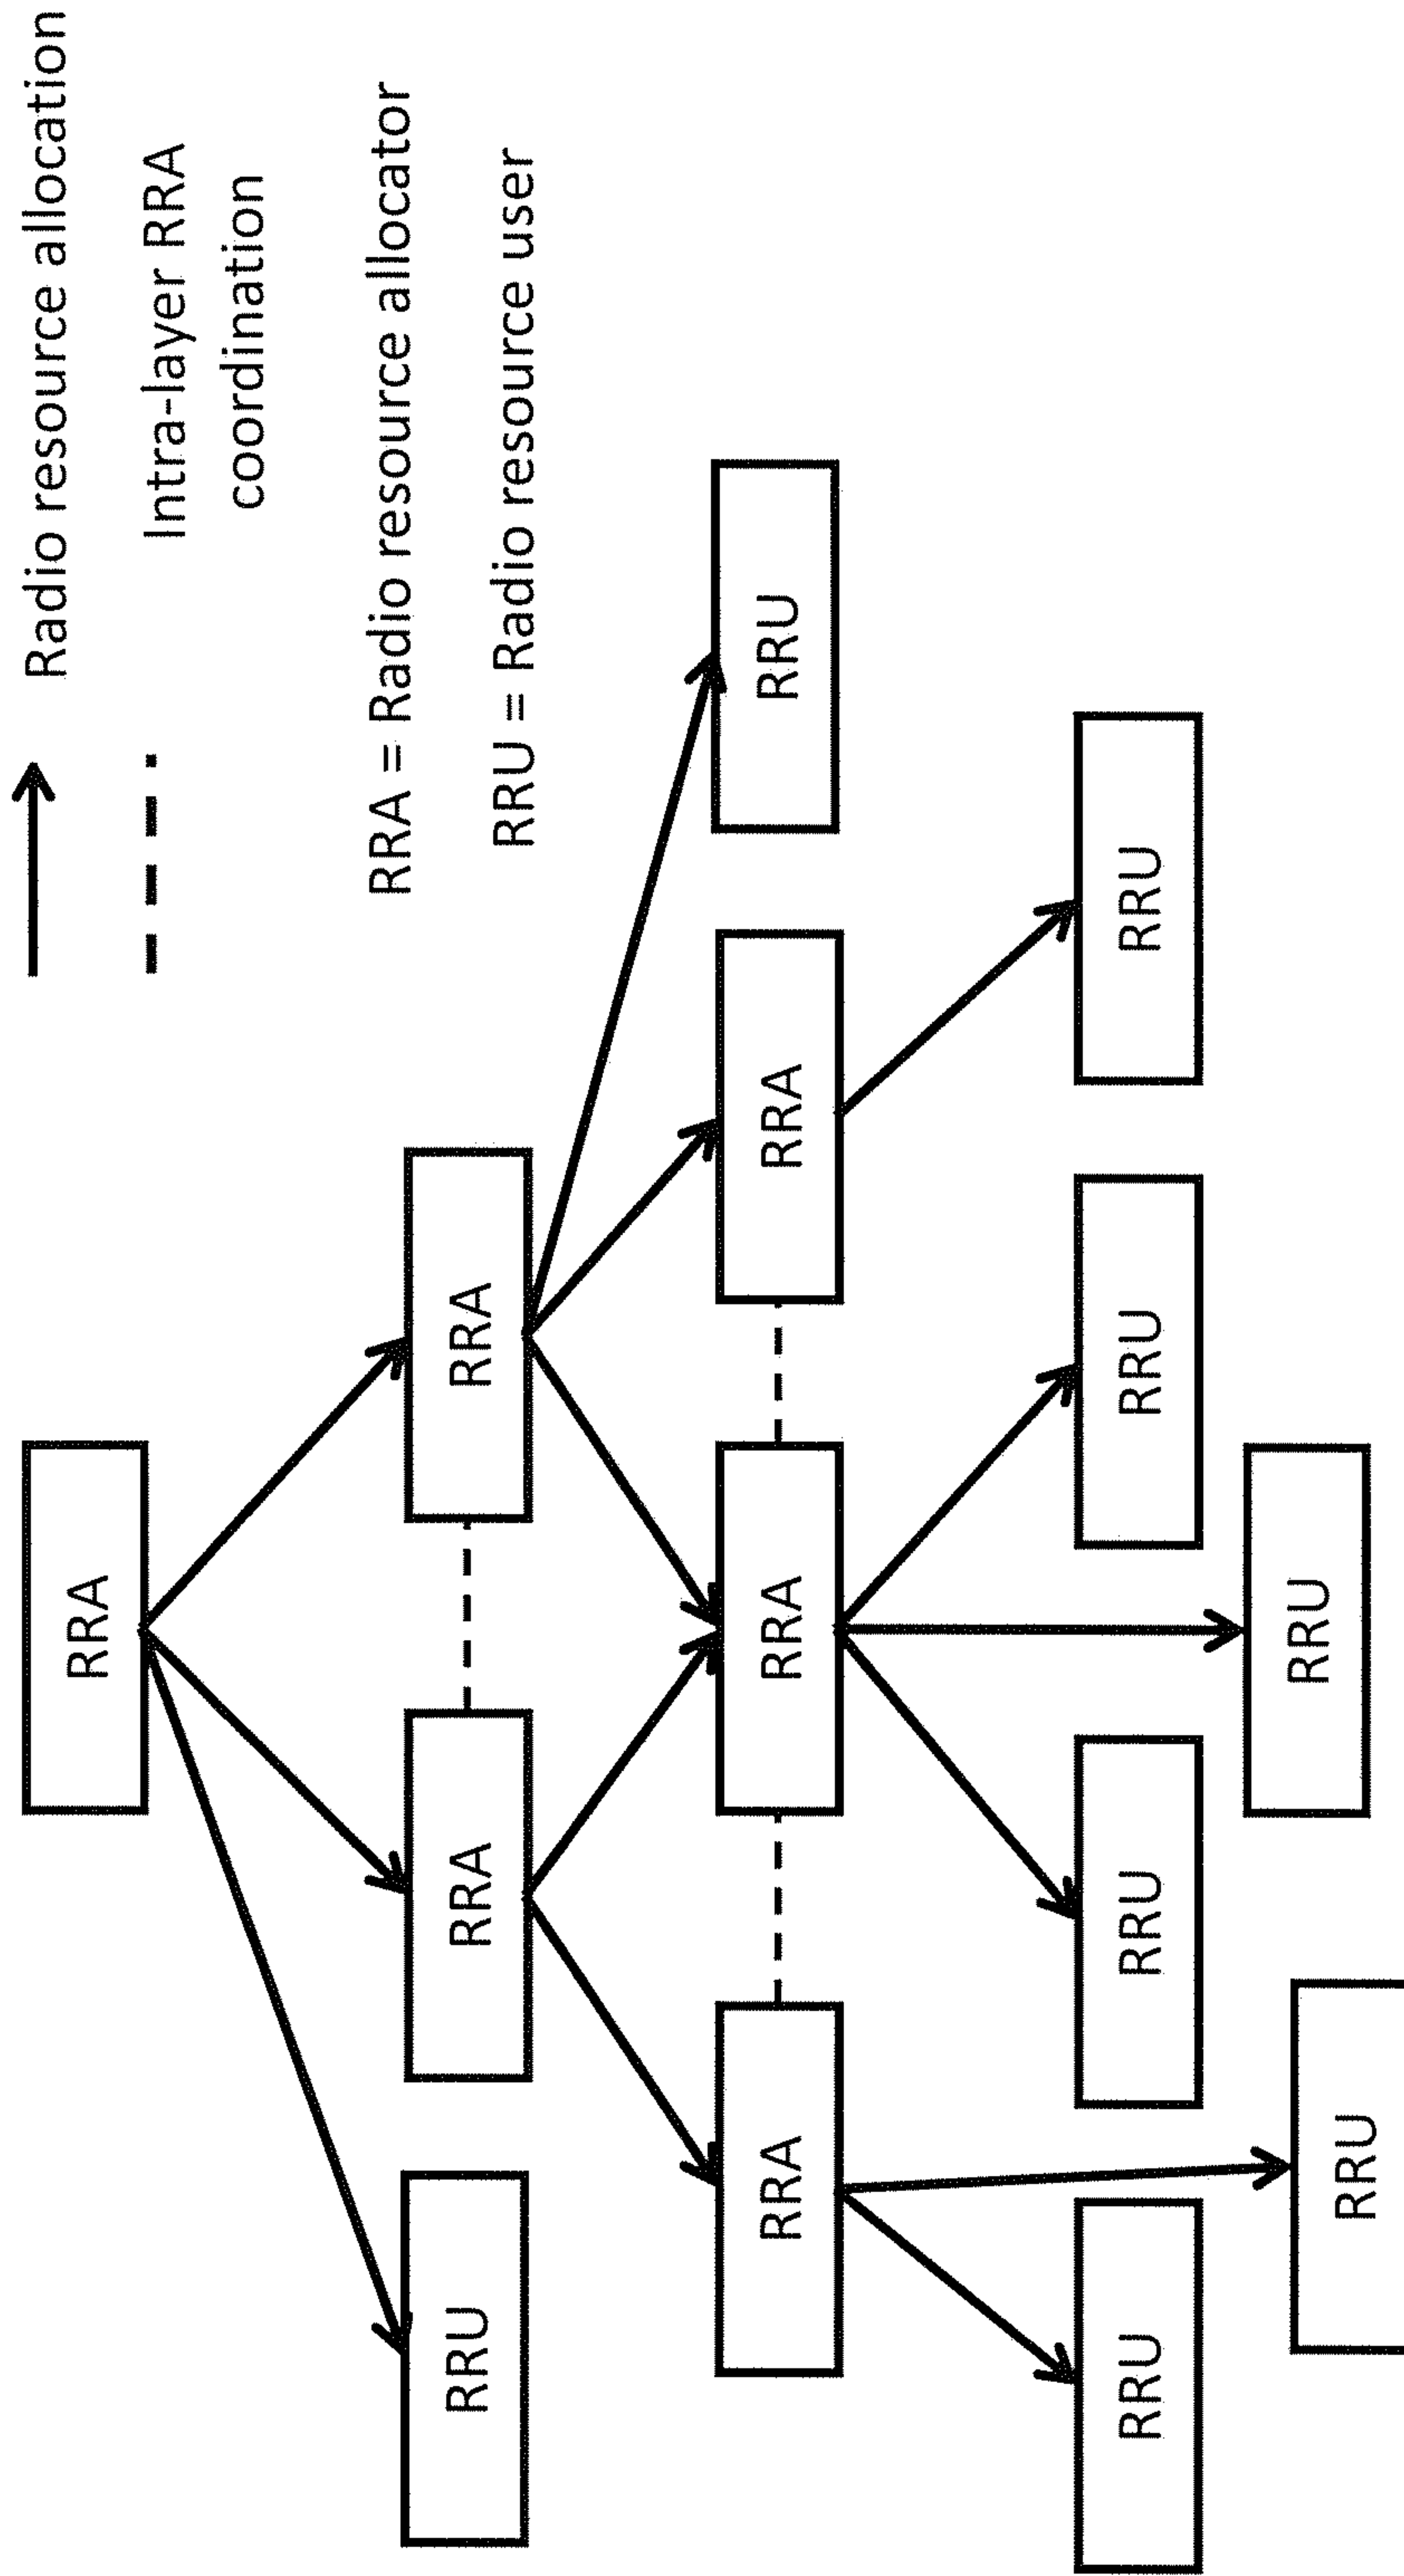 Radio resource allocation
RRA
Intra-layer RRA
coordination
RRA = Radio resource allocator
RRU
RRA
RRA
RRU = Radio resource user
RRA
RRA
RRA
RRU
RRU
RRU
RRU
RRU
RRU
RRU